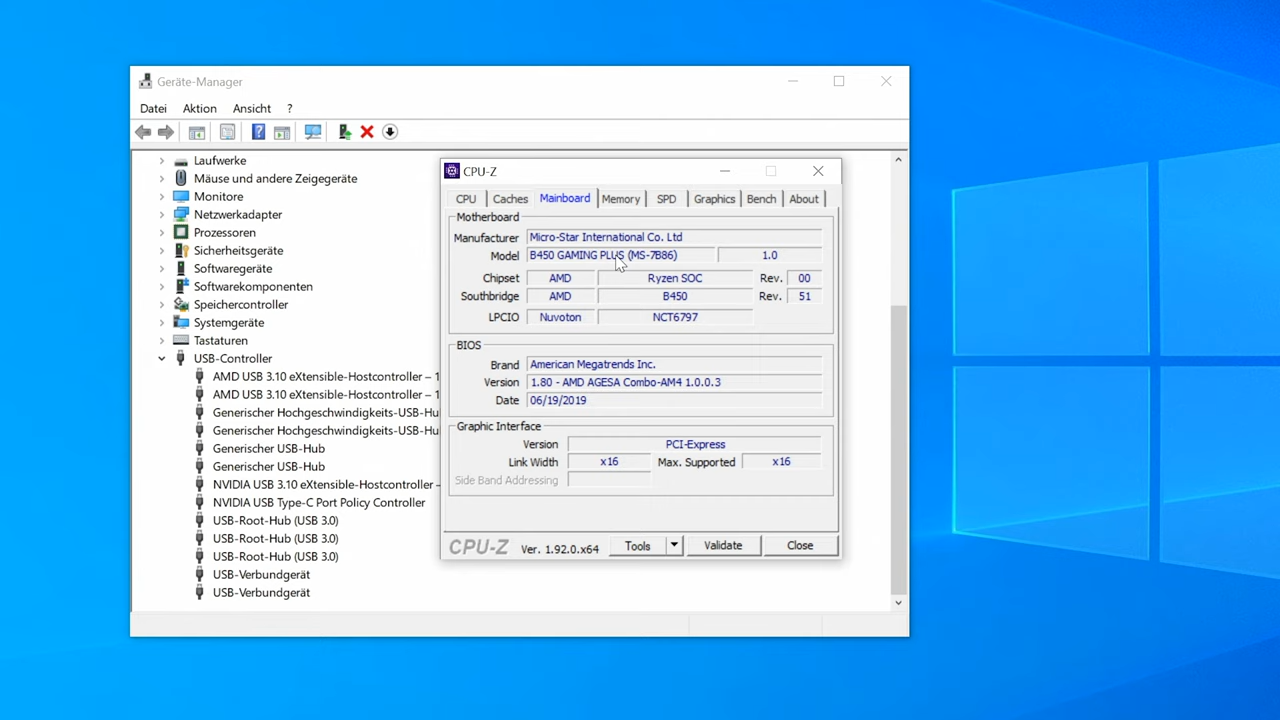 Geräte-Manager
Datei Aktion Ansicht ?
Laufwerke
Mäuse und andere Zeigegeräte
Monitore
Netzwerkadapter
Prozessoren
Sicherheitsgeräte
Softwaregeräte
Softwarekomponenten
Speichercontroller
Systemgeräte
Tastaturen
USB-Controller
AMD USB 3.10 eXtensible-Hostcontroller – 1
AMD USB 3.10 eXtensible-Hostcontroller – 1
Generischer Hochgeschwindigkeits-USB-Hu
Generischer Hochgeschwindigkeits-USB-Hu
Generischer USB-Hub
Generischer USB-Hub
NVIDIA USB 3.10 eXtensible-Hostcontroller –
NVIDIA USB Type-C Port Policy Controller
USB-Root-Hub (USB 3.0)
USB-Root-Hub (USB 3.0)
USB-Root-Hub (USB 3.0)
USB-Verbundgerät
USB-Verbundgerät
CPU-Z
CPU Caches Mainboard Memory SPD Graphics Bench About
Motherboard
Manufacturer Micro-Star International Co. Ltd
Model B450 GAMING PLUS (MS-7B86) 1.0
Chipset AMD Ryzen SOC Rev. 00
Southbridge AMD B450 Rev. 51
LPCIO Nuvoton NCT6797
BIOS
Brand American Megatrends Inc.
Version 1.80 - AMD AGESA Combo-AM4 1.0.0.3
Date 06/19/2019
Graphic Interface
Version PCI-Express
Link Width x16 Max. Supported x16
Side Band Addressing
CPU-Z Ver. 1.92.0.x64 Tools Validate Close